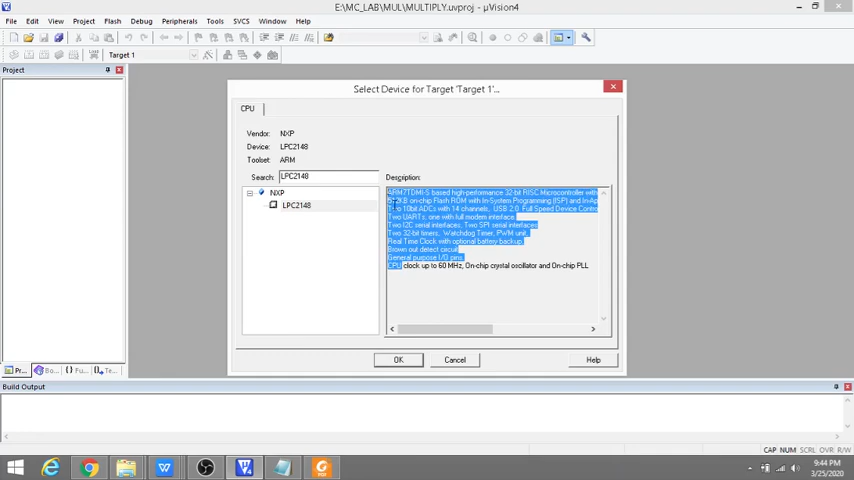 E:\MC_LAB\MUL\MULTIPLY.uvproj - µVision4
File Edit View Project Flash Debug Peripherals Tools SVCS Window Help
Target 1
Project
Select Device for Target 'Target 1'...
CPU
Vendor: NXP
Device: LPC2148
Toolset: ARM
Search: LPC2148
Description:
NXP
LPC2148
ARM7TDMI-S based high-performance 32-bit RISC Microcontroller with
512KB on-chip Flash ROM with In-System Programming (ISP) and In-Ap
Two 10bit ADCs with 14 channels, USB 2.0 Full Speed Device Contro
Two UARTs, one with full modem interface.
Two I2C serial interfaces, Two SPI serial interfaces
Two 32-bit timers, Watchdog Timer, PWM unit,
Real Time Clock with optional battery backup,
Brown out detect circuit
General purpose I/O pins.
CPU clock up to 60 MHz, On-chip crystal oscillator and On-chip PLL
OK Cancel Help
Pr... Bo... {} Fu... Te...
Build Output
CAP NUM SCRL OVR R/W
9:44 PM
3/25/2020